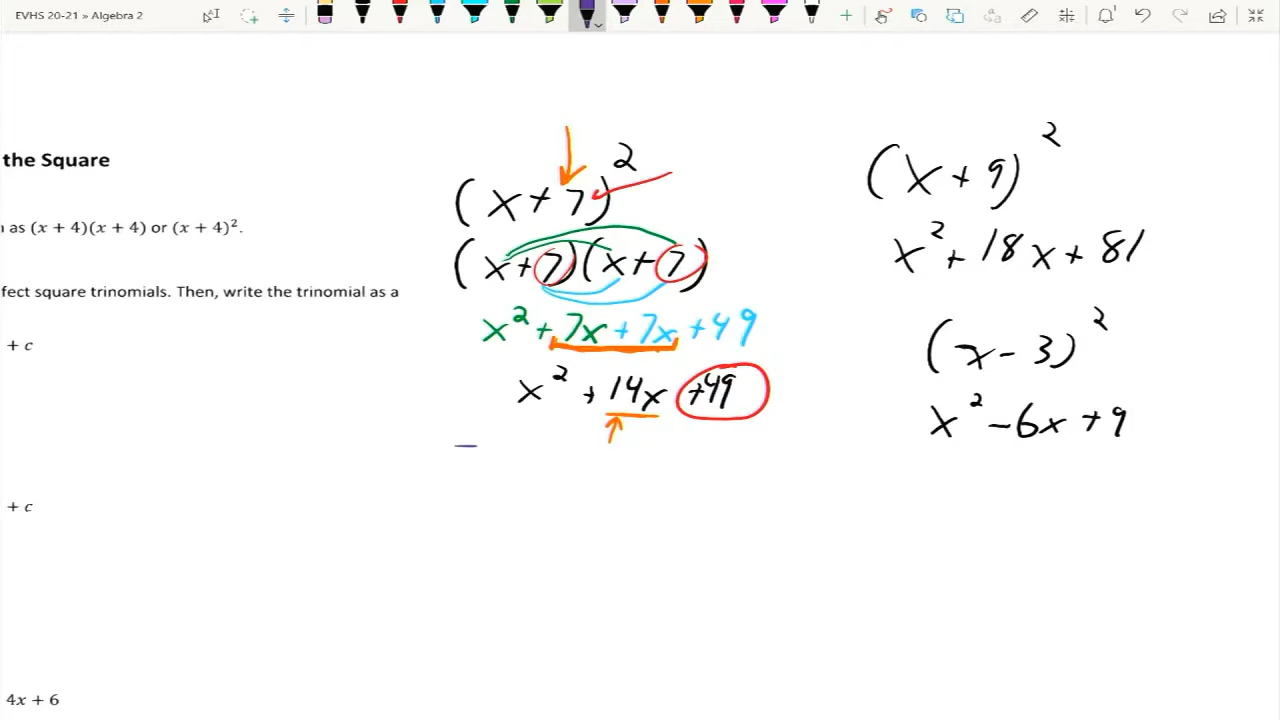 EVHS 20-21 » Algebra 2
the Square
as (x + 4)(x + 4) or (x + 4)².
fect square trinomials. Then, write the trinomial as a
+ c
+ c
4x + 6
(x+7)²
(x+7)(x+7)
x²+7x+7x+49
x²+14x+49
(x+9)²
x²+18x+81
(x-3)²
x²-6x+9